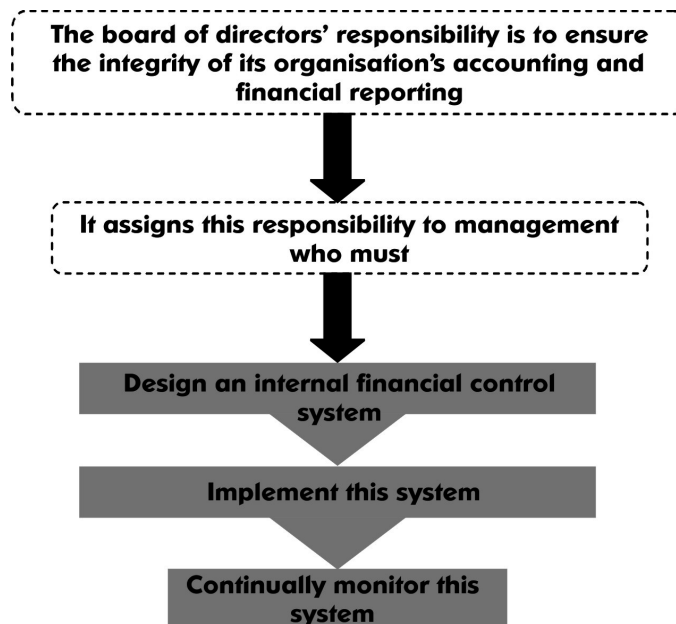 The board of directors’ responsibility is to ensure
the integrity of its organisation’s accounting and
financial reporting
It assigns this responsibility to management
who must
Design an internal financial control
system
Implement this system
Continually monitor this
system